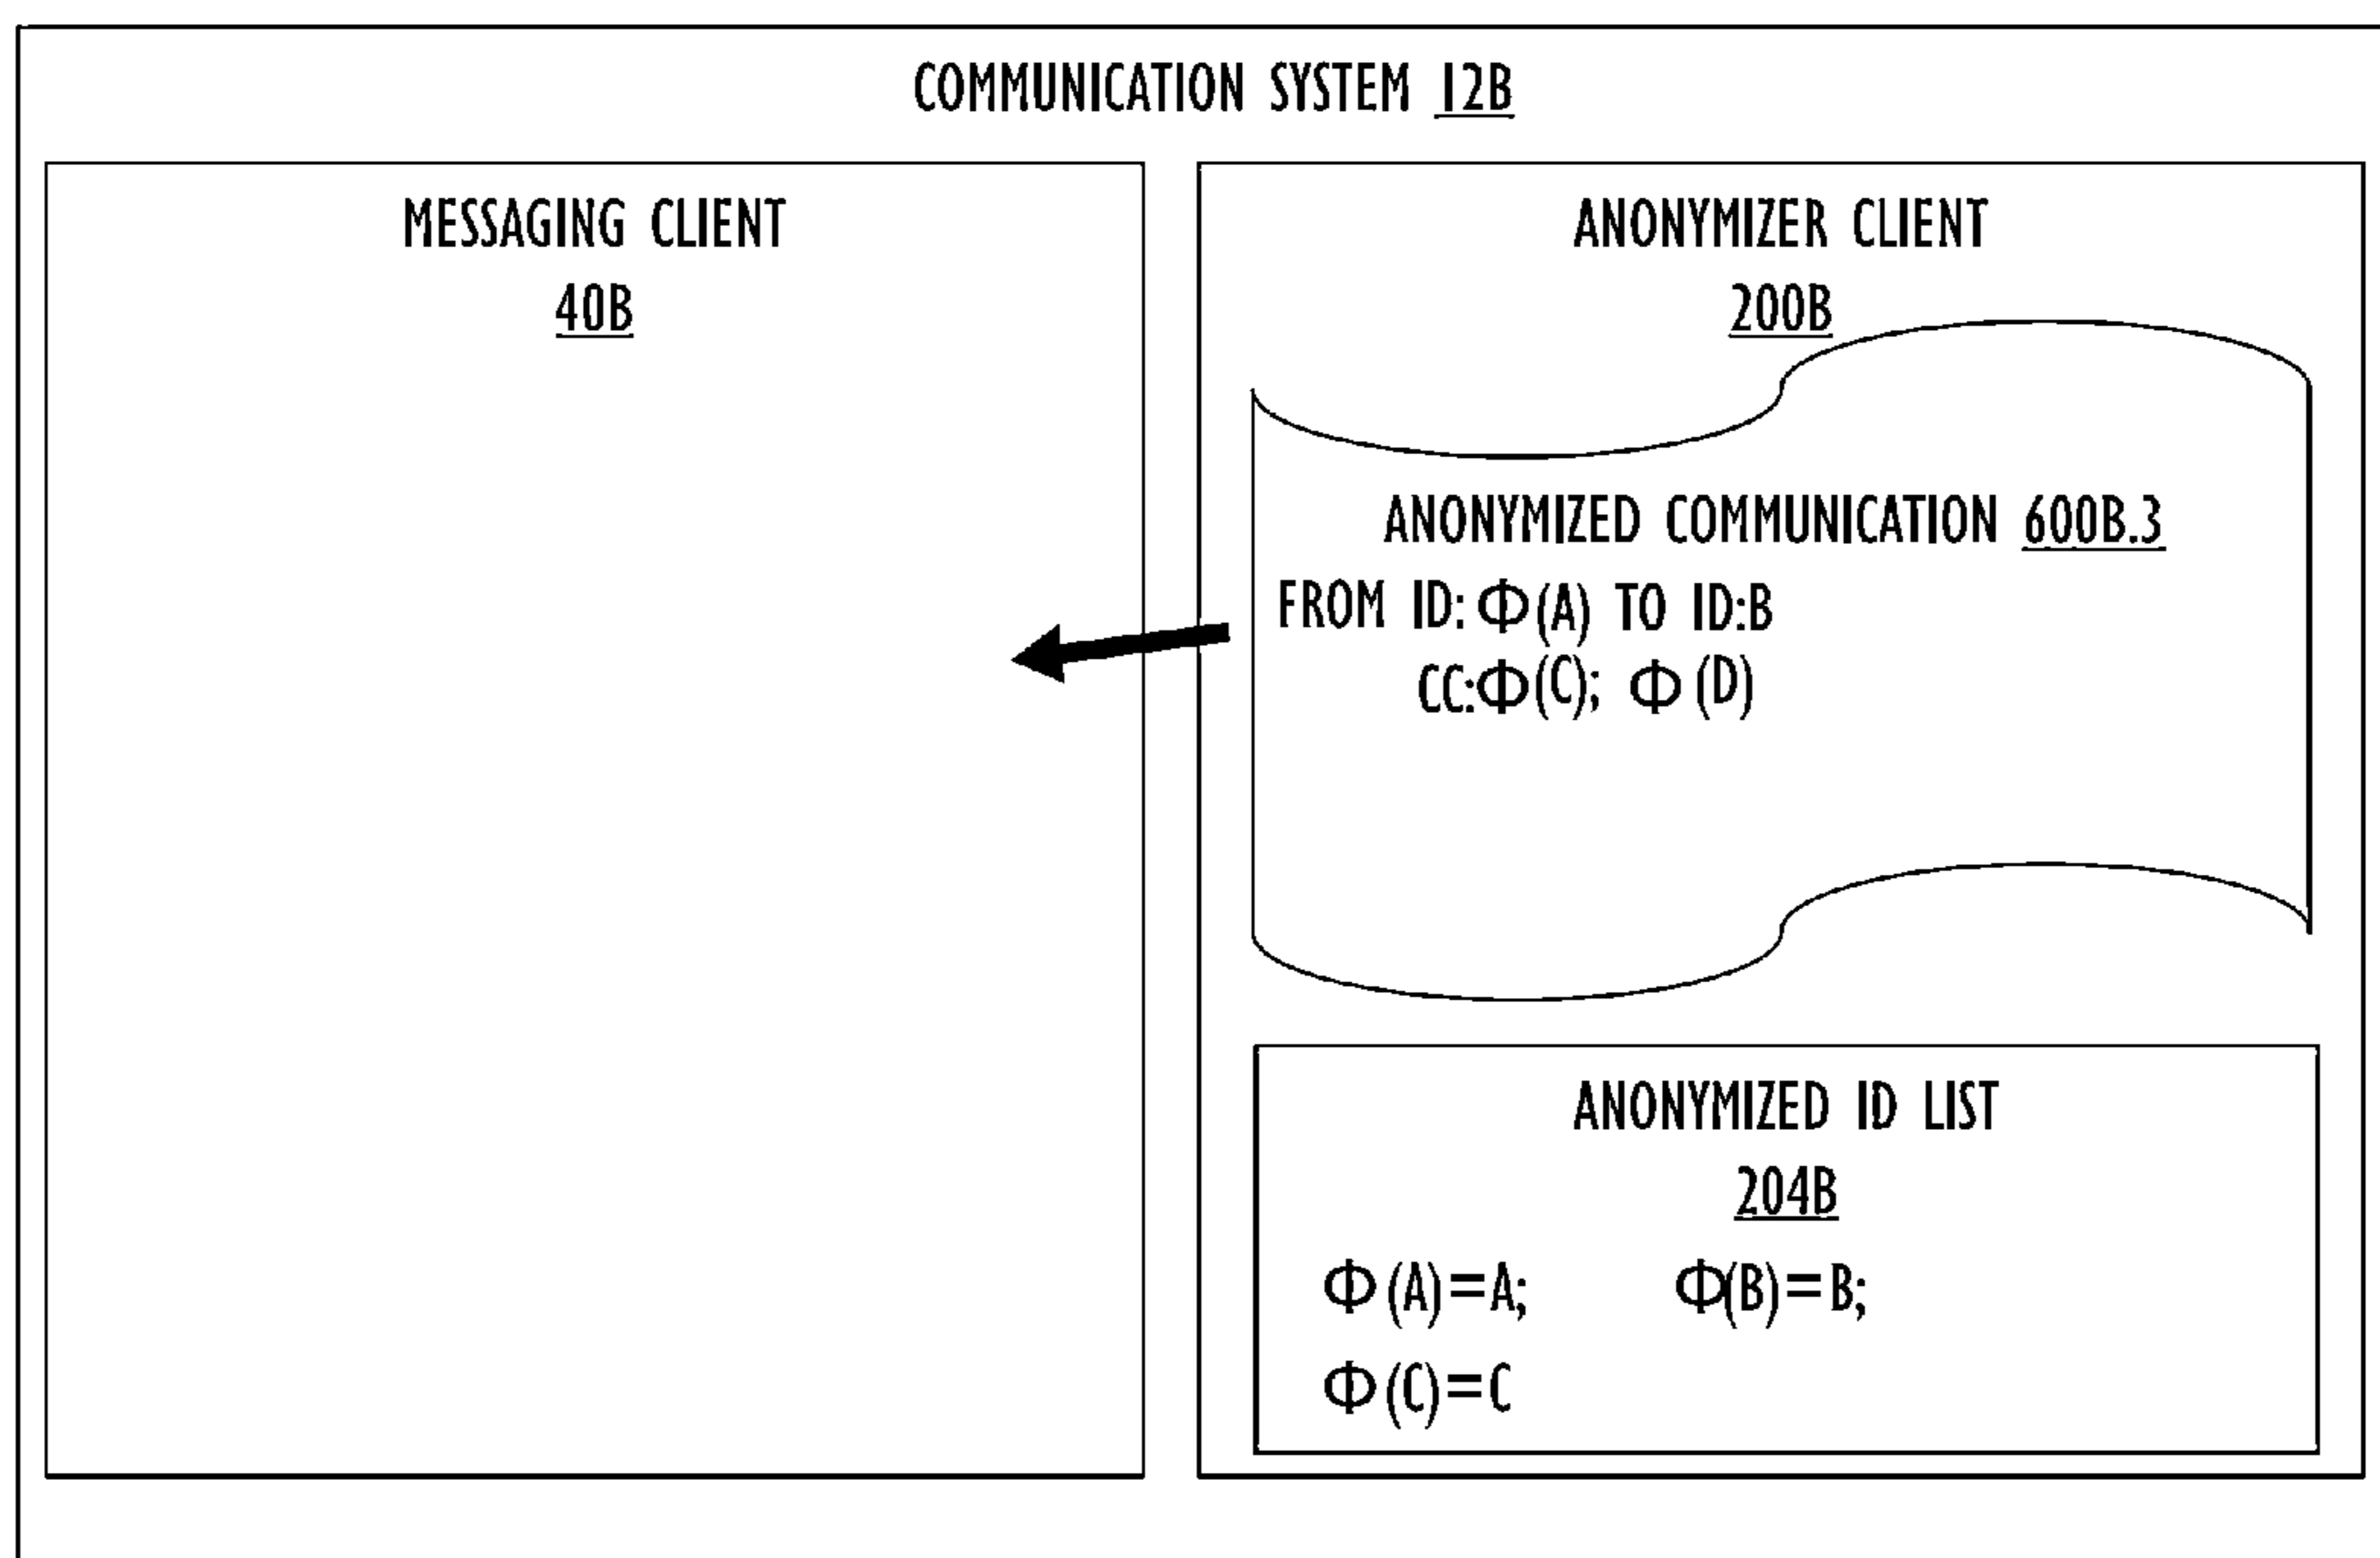 COMMUNICATION SYSTEM 12B
MESSAGING CLIENT
40B
ANONYMIZER CLIENT
200B
ANONYMIZED COMMUNICATION 600B.3
FROM ID: Φ(A) TO ID:B
CC:Φ(C); Φ(D)
ANONYMIZED ID LIST
204B
Φ(A)=A; Φ(B)=B;
Φ(C)=C